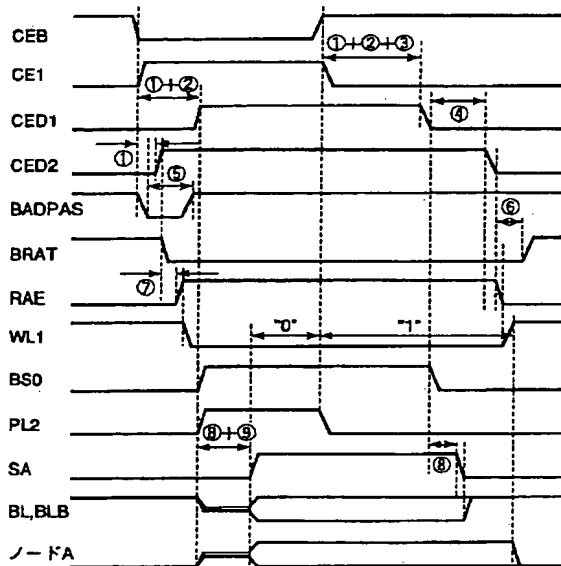 CEB
①+②+③
CE1
①+②
CED1
④
①
CED2
⑤
BADPAS
⑥
BRAT
⑦
RAE
"0"
"1"
WL1
BS0
PL2
⑧+⑨
SA
⑧
BL,BLB
ノードA